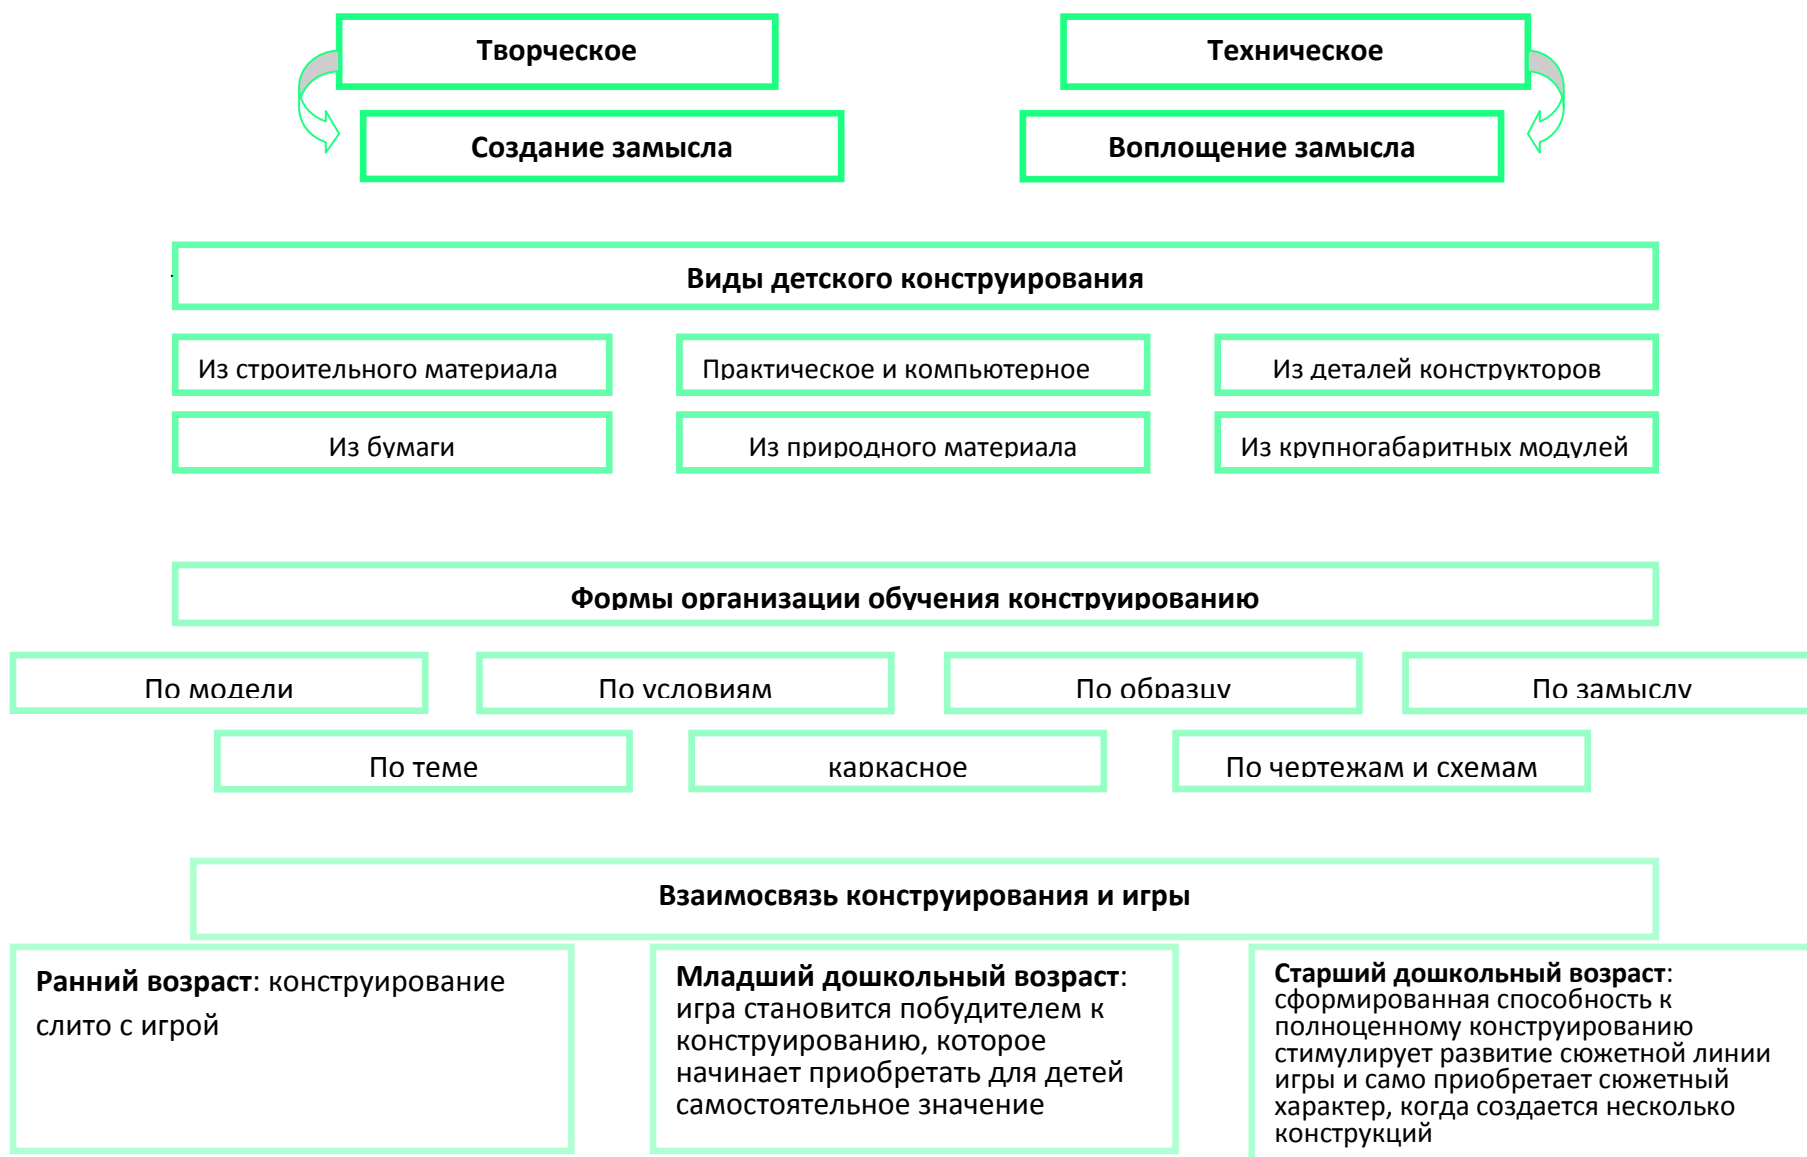 Творческое
Техническое
Создание замысла
Воплощение замысла
Виды детского конструирования
Из строительного материала
Практическое и компьютерное
Из деталей конструкторов
Из бумаги
Из природного материала
Из крупногабаритных модулей
Формы организации обучения конструированию
По модели
По условиям
По образцу
По замыслу
По теме
каркасное
По чертежам и схемам
Взаимосвязь конструирования и игры
Ранний возраст: конструирование
слито с игрой
Младший дошкольный возраст:
игра становится побудителем к
конструированию, которое
начинает приобретать для детей
самостоятельное значение
Старший дошкольный возраст:
сформированная способность к
полноценному конструированию
стимулирует развитие сюжетной линии
игры и само приобретает сюжетный
характер, когда создается несколько
конструкций